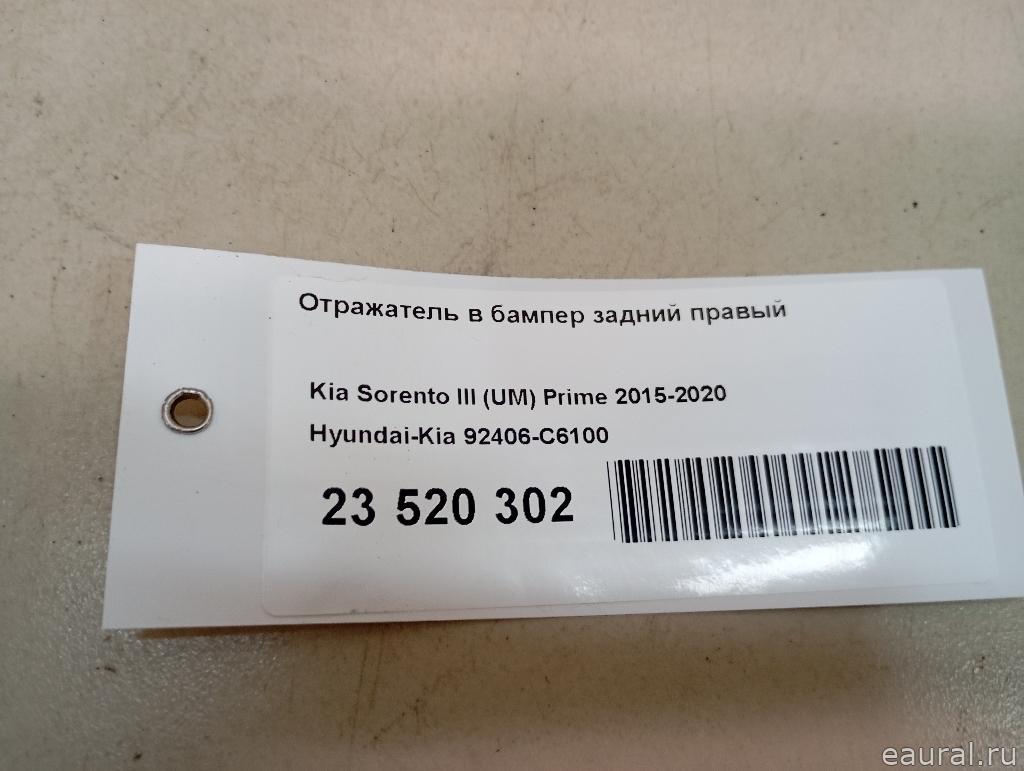 Отражатель в бампер задний правый
Kia Sorento III (UM) Prime 2015-2020
Hyundai-Kia 92406-C6100
23 520 302
eaural.ru